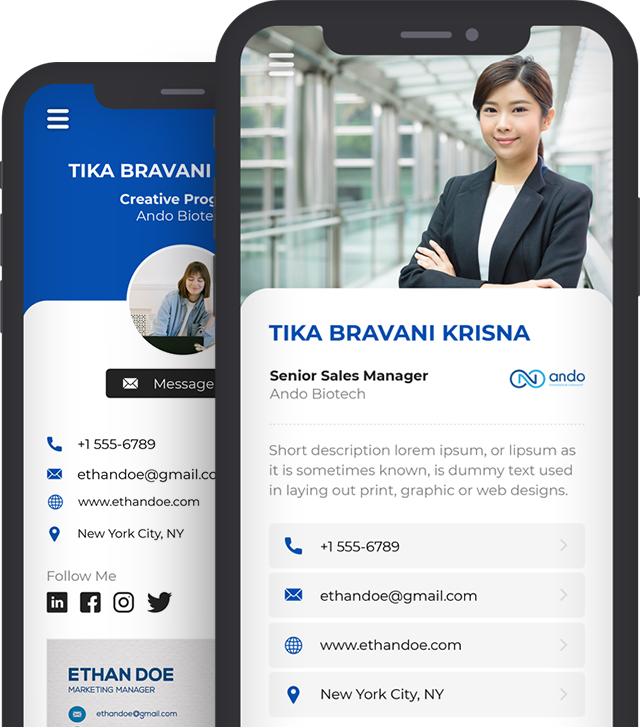 TIKA BRAVANI
Creative Prog
Ando Biote
Message
+1 555-6789
ethandoe@gmail.co
www.ethandoe.com
New York City, NY
Follow Me
in
ETHAN DOE
MARKETING MANAGER
ethandoe@gmail.com
TIKA BRAVANI KRISNA
Senior Sales Manager
ando
Ando Biotech
Short description lorem ipsum, or lipsum as
it is sometimes known, is dummy text used
in laying out print, graphic or web designs.
+1 555-6789
ethandoe@gmail.com
www.ethandoe.com
New York City, NY